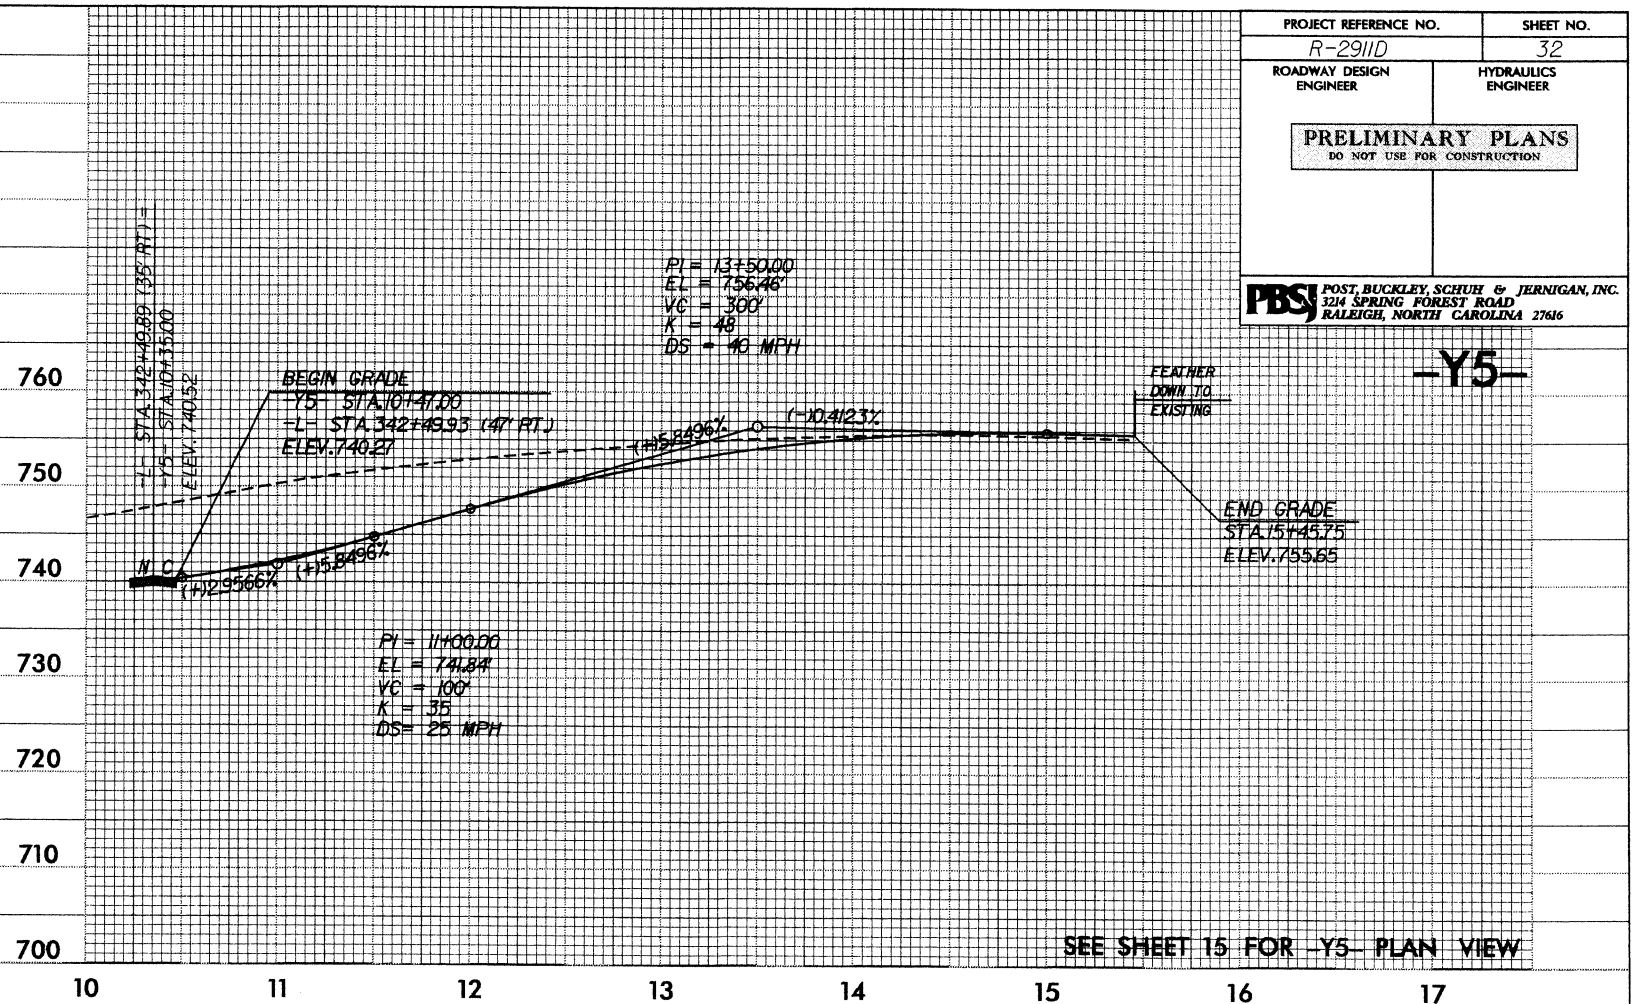 PROJECT REFERENCE NO.
SHEET NO.
R-2911D
32
ROADWAY DESIGN
ENGINEER
HYDRAULICS
ENGINEER
PRELIMINARY PLANS
DO NOT USE FOR CONSTRUCTION
PBSJ
POST, BUCKLEY, SCHUH & JERNIGAN, INC.
3214 SPRING FOREST ROAD
RALEIGH, NORTH CAROLINA 27616
-Y5-
-L- STA.342+49.89 (35' RT) =
-Y5- STA.10+35.00
ELEV. 740.52
PI = 13+50.00
EL = 756.46'
VC = 300'
K = 48
DS = 40 MPH
BEGIN GRADE
-Y5- STA.10+47.00
-L- STA.342+49.93 (47' RT.)
ELEV. 740.27
FEATHER
DOWN TO
EXISTING
(+)5.8496%
(-)0.4123%
END GRADE
STA.15+45.75
ELEV. 755.65
N C
(+)2.9566%
(+)5.8496%
PI = 11+00.00
EL = 741.84'
VC = 100'
K = 35
DS= 25 MPH
760
750
740
730
720
710
700
SEE SHEET 15 FOR -Y5- PLAN VIEW
10 11 12 13 14 15 16 17